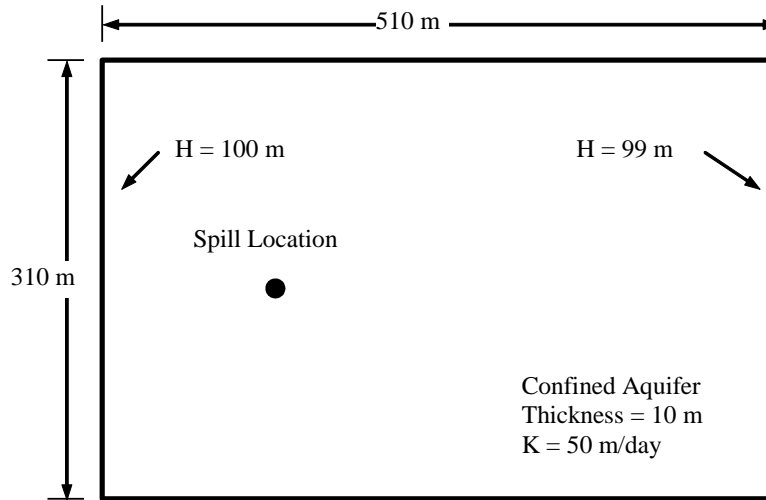 510 m
H = 100 m
H = 99 m
Spill Location
310 m
Confined Aquifer
Thickness = 10 m
K = 50 m/day